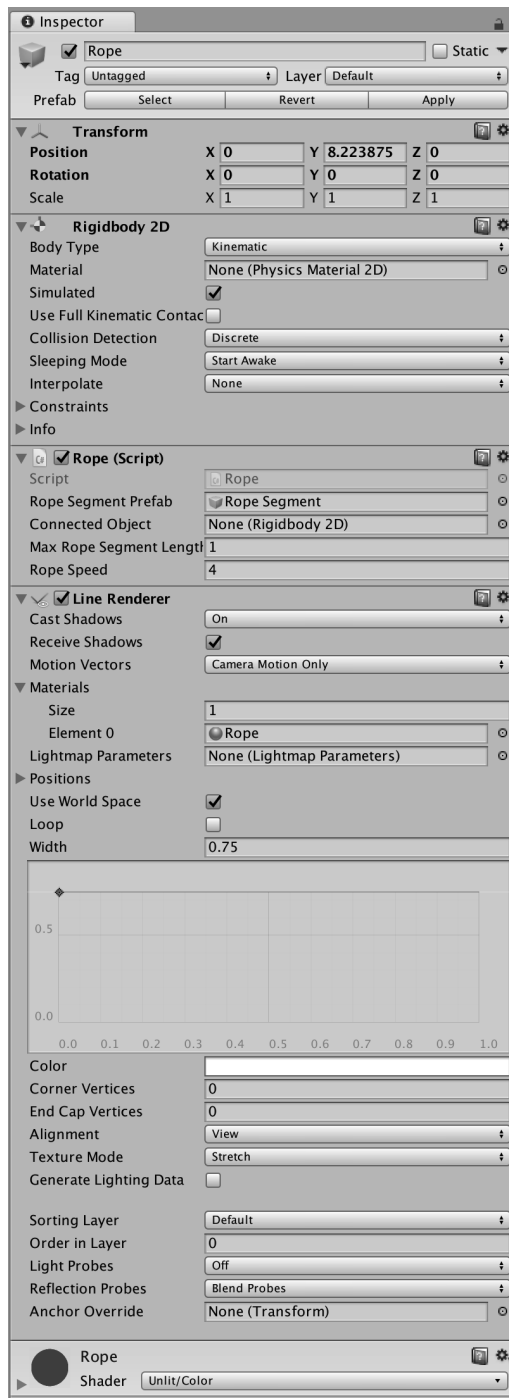 Inspector
Rope Static
Tag Untagged Layer Default
Prefab Select Revert Apply
Transform
Position X 0 Y 8.223875 Z 0
Rotation X 0 Y 0 Z 0
Scale X 1 Y 1 Z 1
Rigidbody 2D
Body Type Kinematic
Material None (Physics Material 2D)
Simulated
Use Full Kinematic Contac
Collision Detection Discrete
Sleeping Mode Start Awake
Interpolate None
Constraints
Info
Rope (Script)
Script Rope
Rope Segment Prefab Rope Segment
Connected Object None (Rigidbody 2D)
Max Rope Segment Length 1
Rope Speed 4
Line Renderer
Cast Shadows On
Receive Shadows
Motion Vectors Camera Motion Only
Materials
Size 1
Element 0 Rope
Lightmap Parameters None (Lightmap Parameters)
Positions
Use World Space
Loop
Width 0.75
0.5
0.0
0.0 0.1 0.2 0.3 0.4 0.5 0.6 0.7 0.8 0.9 1.0
Color
Corner Vertices 0
End Cap Vertices 0
Alignment View
Texture Mode Stretch
Generate Lighting Data
Sorting Layer Default
Order in Layer 0
Light Probes Off
Reflection Probes Blend Probes
Anchor Override None (Transform)
Rope
Shader Unlit/Color